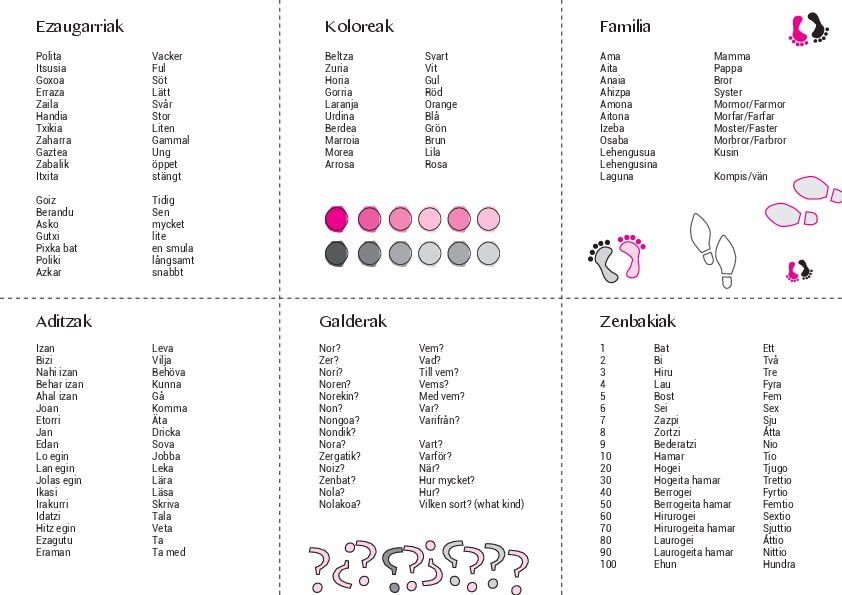 Ezaugarriak
Polita Vacker
Itsusia Ful
Goxoa Söt
Erraza Lätt
Zaila Svår
Handia Stor
Txikia Liten
Zaharra Gammal
Gaztea Ung
Zabalik öppet
Itxita stängt
Goiz Tidig
Berandu Sen
Asko mycket
Gutxi lite
Pixka bat en smula
Poliki långsamt
Azkar snabbt
Koloreak
Beltza Svart
Zuria Vit
Horia Gul
Gorria Röd
Laranja Orange
Urdina Blå
Berdea Grön
Marroia Brun
Morea Lila
Arrosa Rosa
Familia
Ama Mamma
Aita Pappa
Anaia Bror
Ahizpa Syster
Amona Mormor/Farmor
Aitona Morfar/Farfar
Izeba Moster/Faster
Osaba Morbror/Farbror
Lehengusua Kusin
Lehengusina
Laguna Kompis/vän
Aditzak
Izan Leva
Bizi Vilja
Nahi izan Behöva
Behar izan Kunna
Ahal izan Gå
Joan Komma
Etorri Äta
Jan Dricka
Edan Sova
Lo egin Jobba
Lan egin Leka
Jolas egin Lära
Ikasi Läsa
Irakurri Skriva
Idatzi Tala
Hitz egin Veta
Ezagutu Ta
Eraman Ta med
Galderak
Nor? Vem?
Zer? Vad?
Nori? Till vem?
Noren? Vems?
Norekin? Med vem?
Non? Var?
Nongoa? Varifrån?
Nondik?
Nora? Vart?
Zergatik? Varför?
Noiz? När?
Zenbat? Hur mycket?
Nola? Hur?
Nolakoa? Vilken sort? (what kind)
Zenbakiak
1 Bat Ett
2 Bi Två
3 Hiru Tre
4 Lau Fyra
5 Bost Fem
6 Sei Sex
7 Zazpi Sju
8 Zortzi Åtta
9 Bederatzi Nio
10 Hamar Tio
20 Hogei Tjugo
30 Hogeita hamar Trettio
40 Berrogei Fyrtio
50 Berrogeita hamar Femtio
60 Hirurogei Sextio
70 Hirurogeita hamar Sjuttio
80 Laurogei Åttio
90 Laurogeita hamar Nittio
100 Ehun Hundra